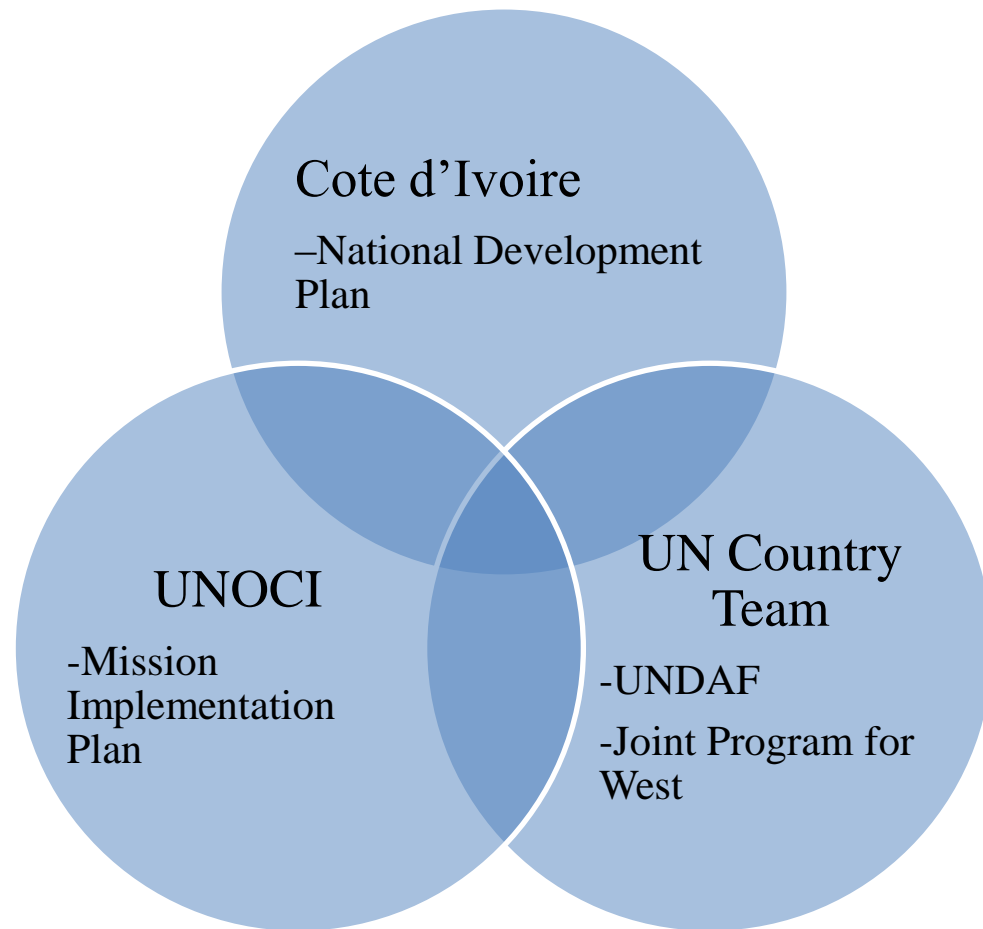 Cote d’Ivoire
–National Development
Plan
UNOCI
-Mission
Implementation
Plan
UN Country
Team
-UNDAF
-Joint Program for
West